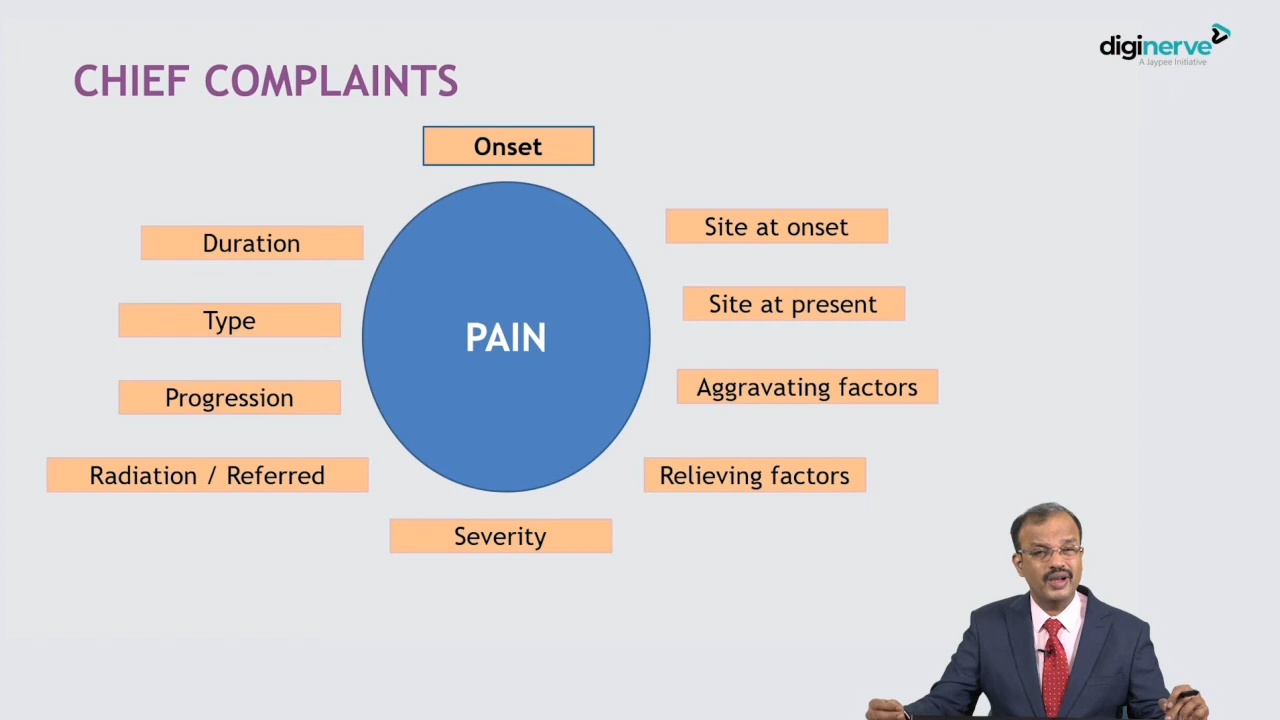 diginerve
A Jaypee Initiative
CHIEF COMPLAINTS
Onset
Duration
Site at onset
Type
PAIN
Site at present
Progression
Aggravating factors
Radiation / Referred
Relieving factors
Severity